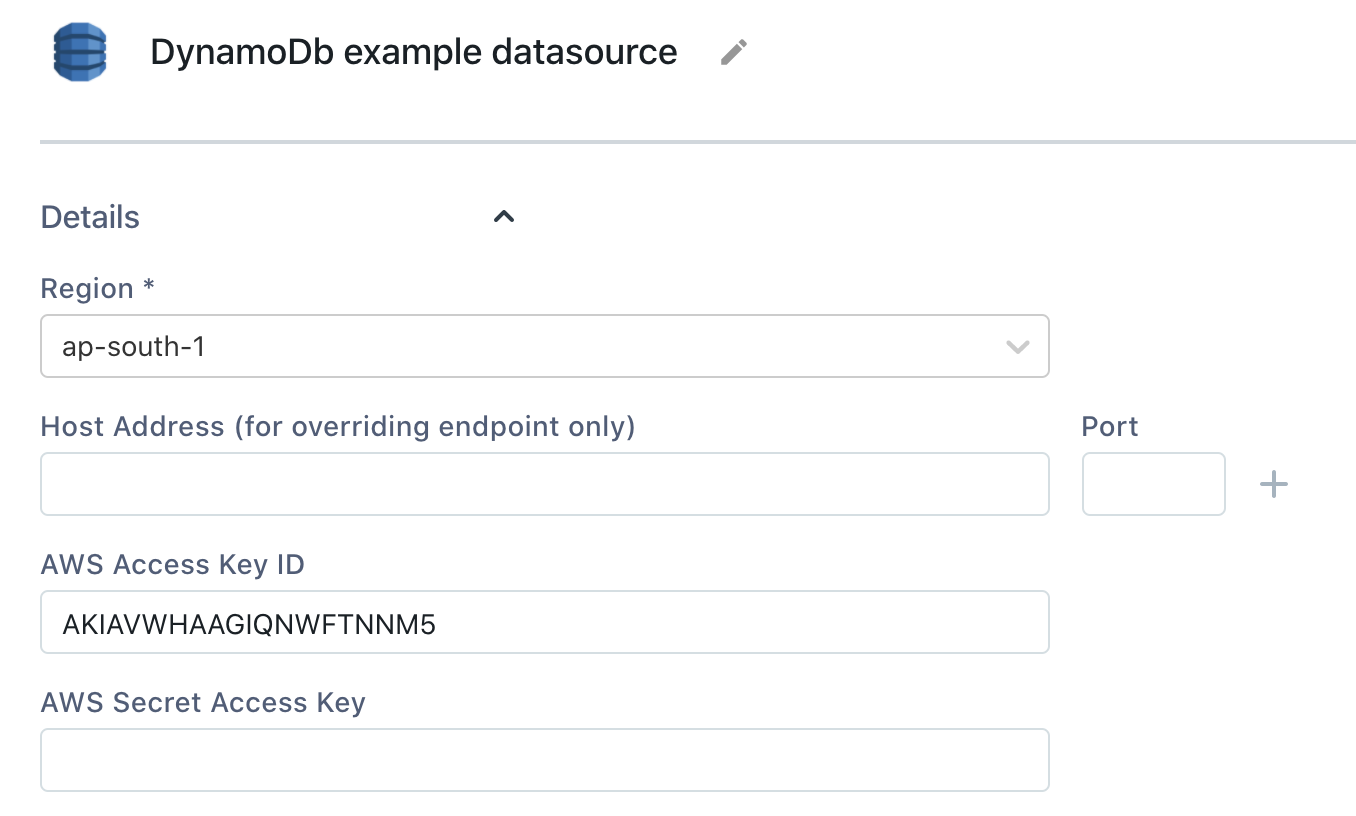 DynamoDb example datasource
Details
Region *
ap-south-1
Host Address (for overriding endpoint only) Port
AWS Access Key ID
AKIAVWHAAGIQNWFTNNM5
AWS Secret Access Key